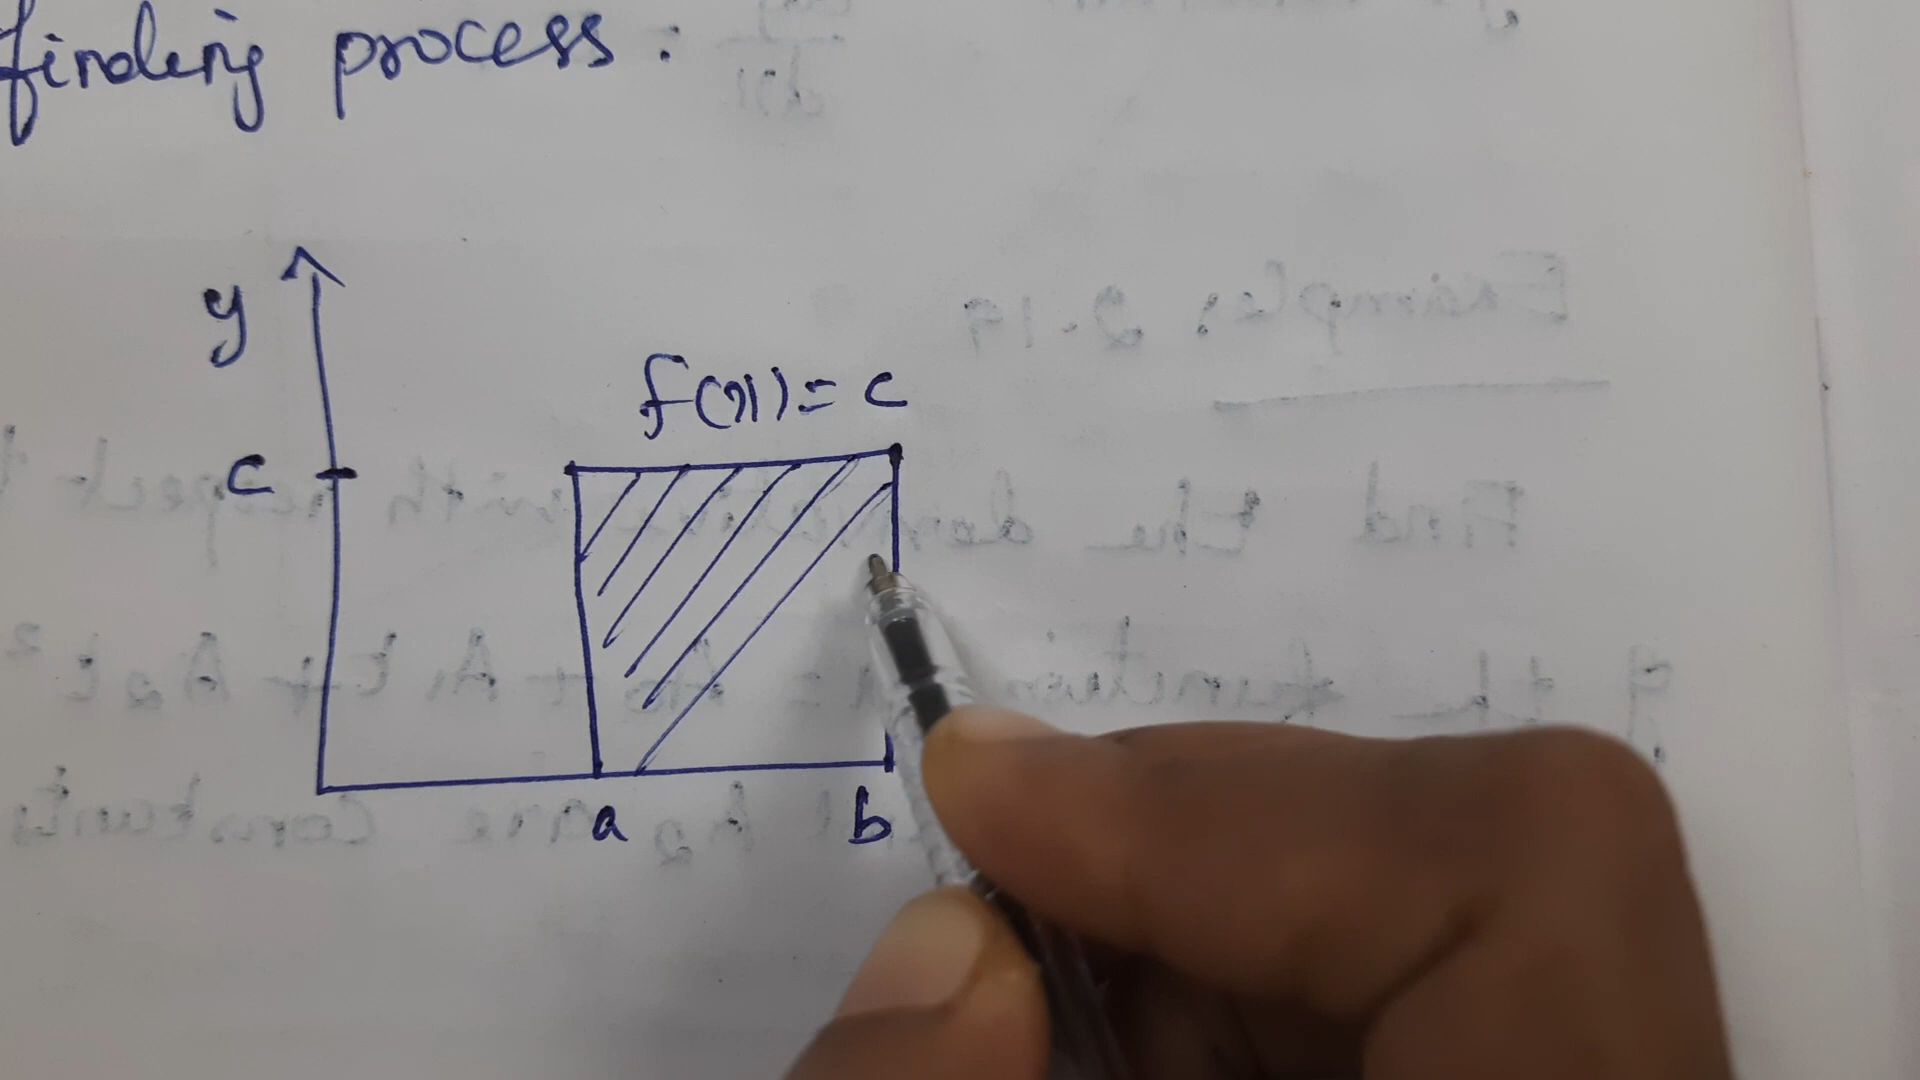 finding process :
y
f(x) = c
c
a b